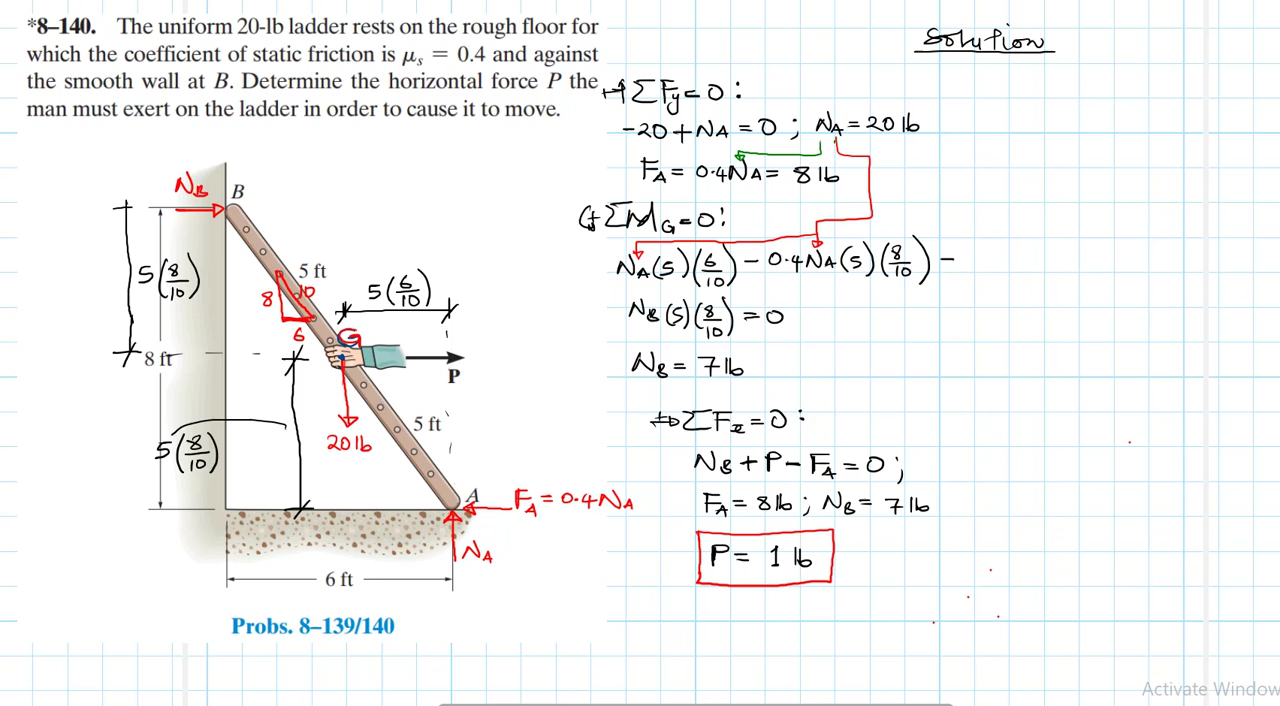 *8–140. The uniform 20-lb ladder rests on the rough floor for
which the coefficient of static friction is μs = 0.4 and against
the smooth wall at B. Determine the horizontal force P the
man must exert on the ladder in order to cause it to move.
NB
B
5(8/10)
5 ft
8
10
6
5(6/10)
G
8 ft
P
5(8/10)
20 lb
5 ft
A
FA = 0.4NA
NA
6 ft
Probs. 8–139/140
Solution
+ ΣFy = 0 :
-20 + NA = 0 ; NA = 20 lb
FA = 0.4NA = 8 lb
ΣMG = 0 :
NA(5)(6/10) - 0.4NA(5)(8/10) -
NB(5)(8/10) = 0
NB = 7 lb
ΣFx = 0 :
NB + P - FA = 0 ;
FA = 8 lb ; NB = 7 lb
P = 1 lb
Activate Window